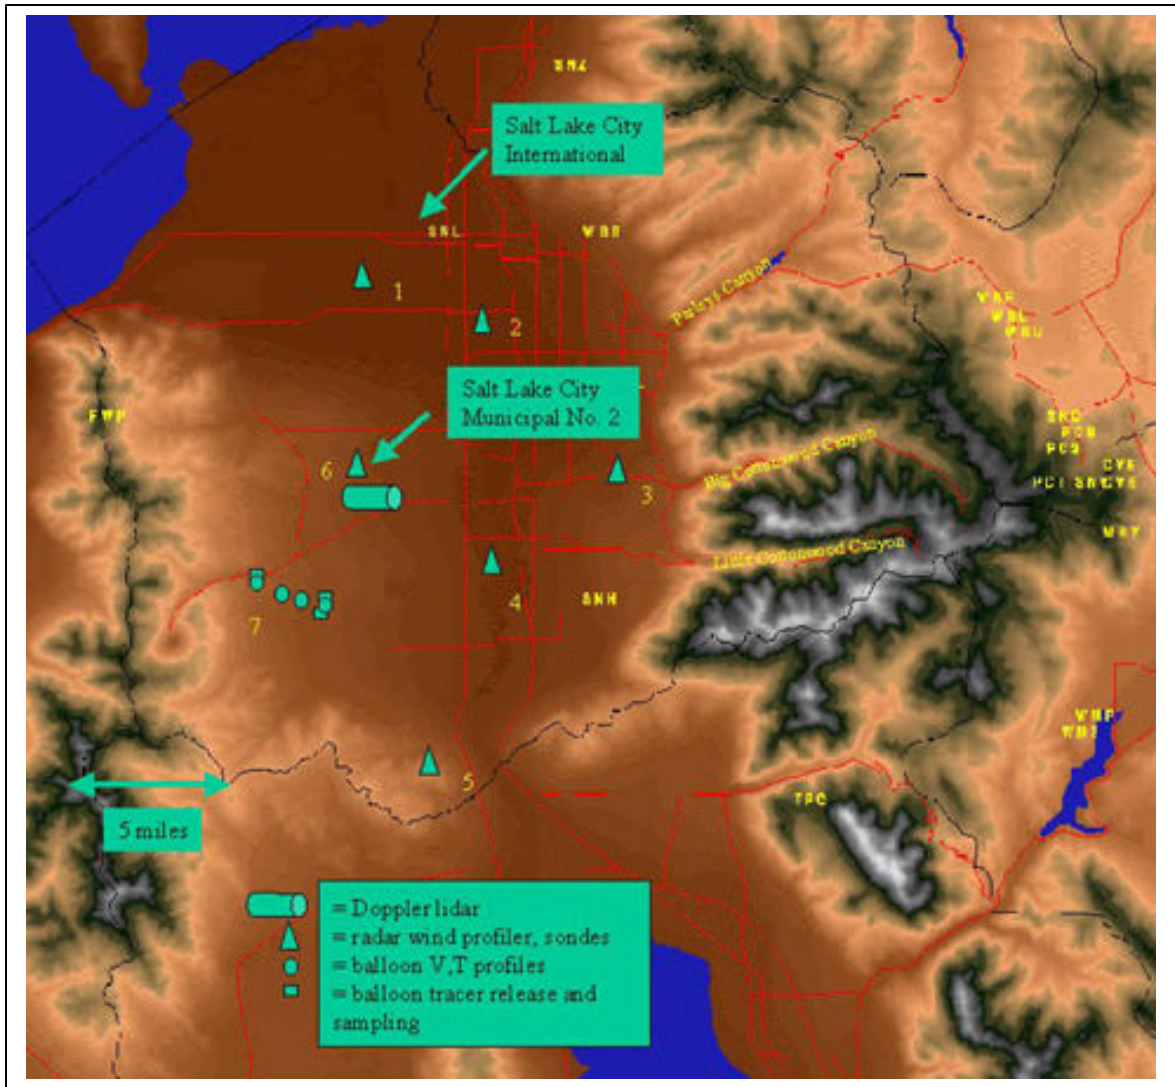 Salt Lake City
International
SNL
WBB
1
Parleys Canyon
2
Salt Lake City
Municipal No. 2
FWP
Big Cottonwood Canyon
6
3
Little Cottonwood Canyon
4
SNH
7
5
5 miles
TPC
= Doppler lidar
= radar wind profiler, sondes
= balloon V,T profiles
= balloon tracer release and
sampling